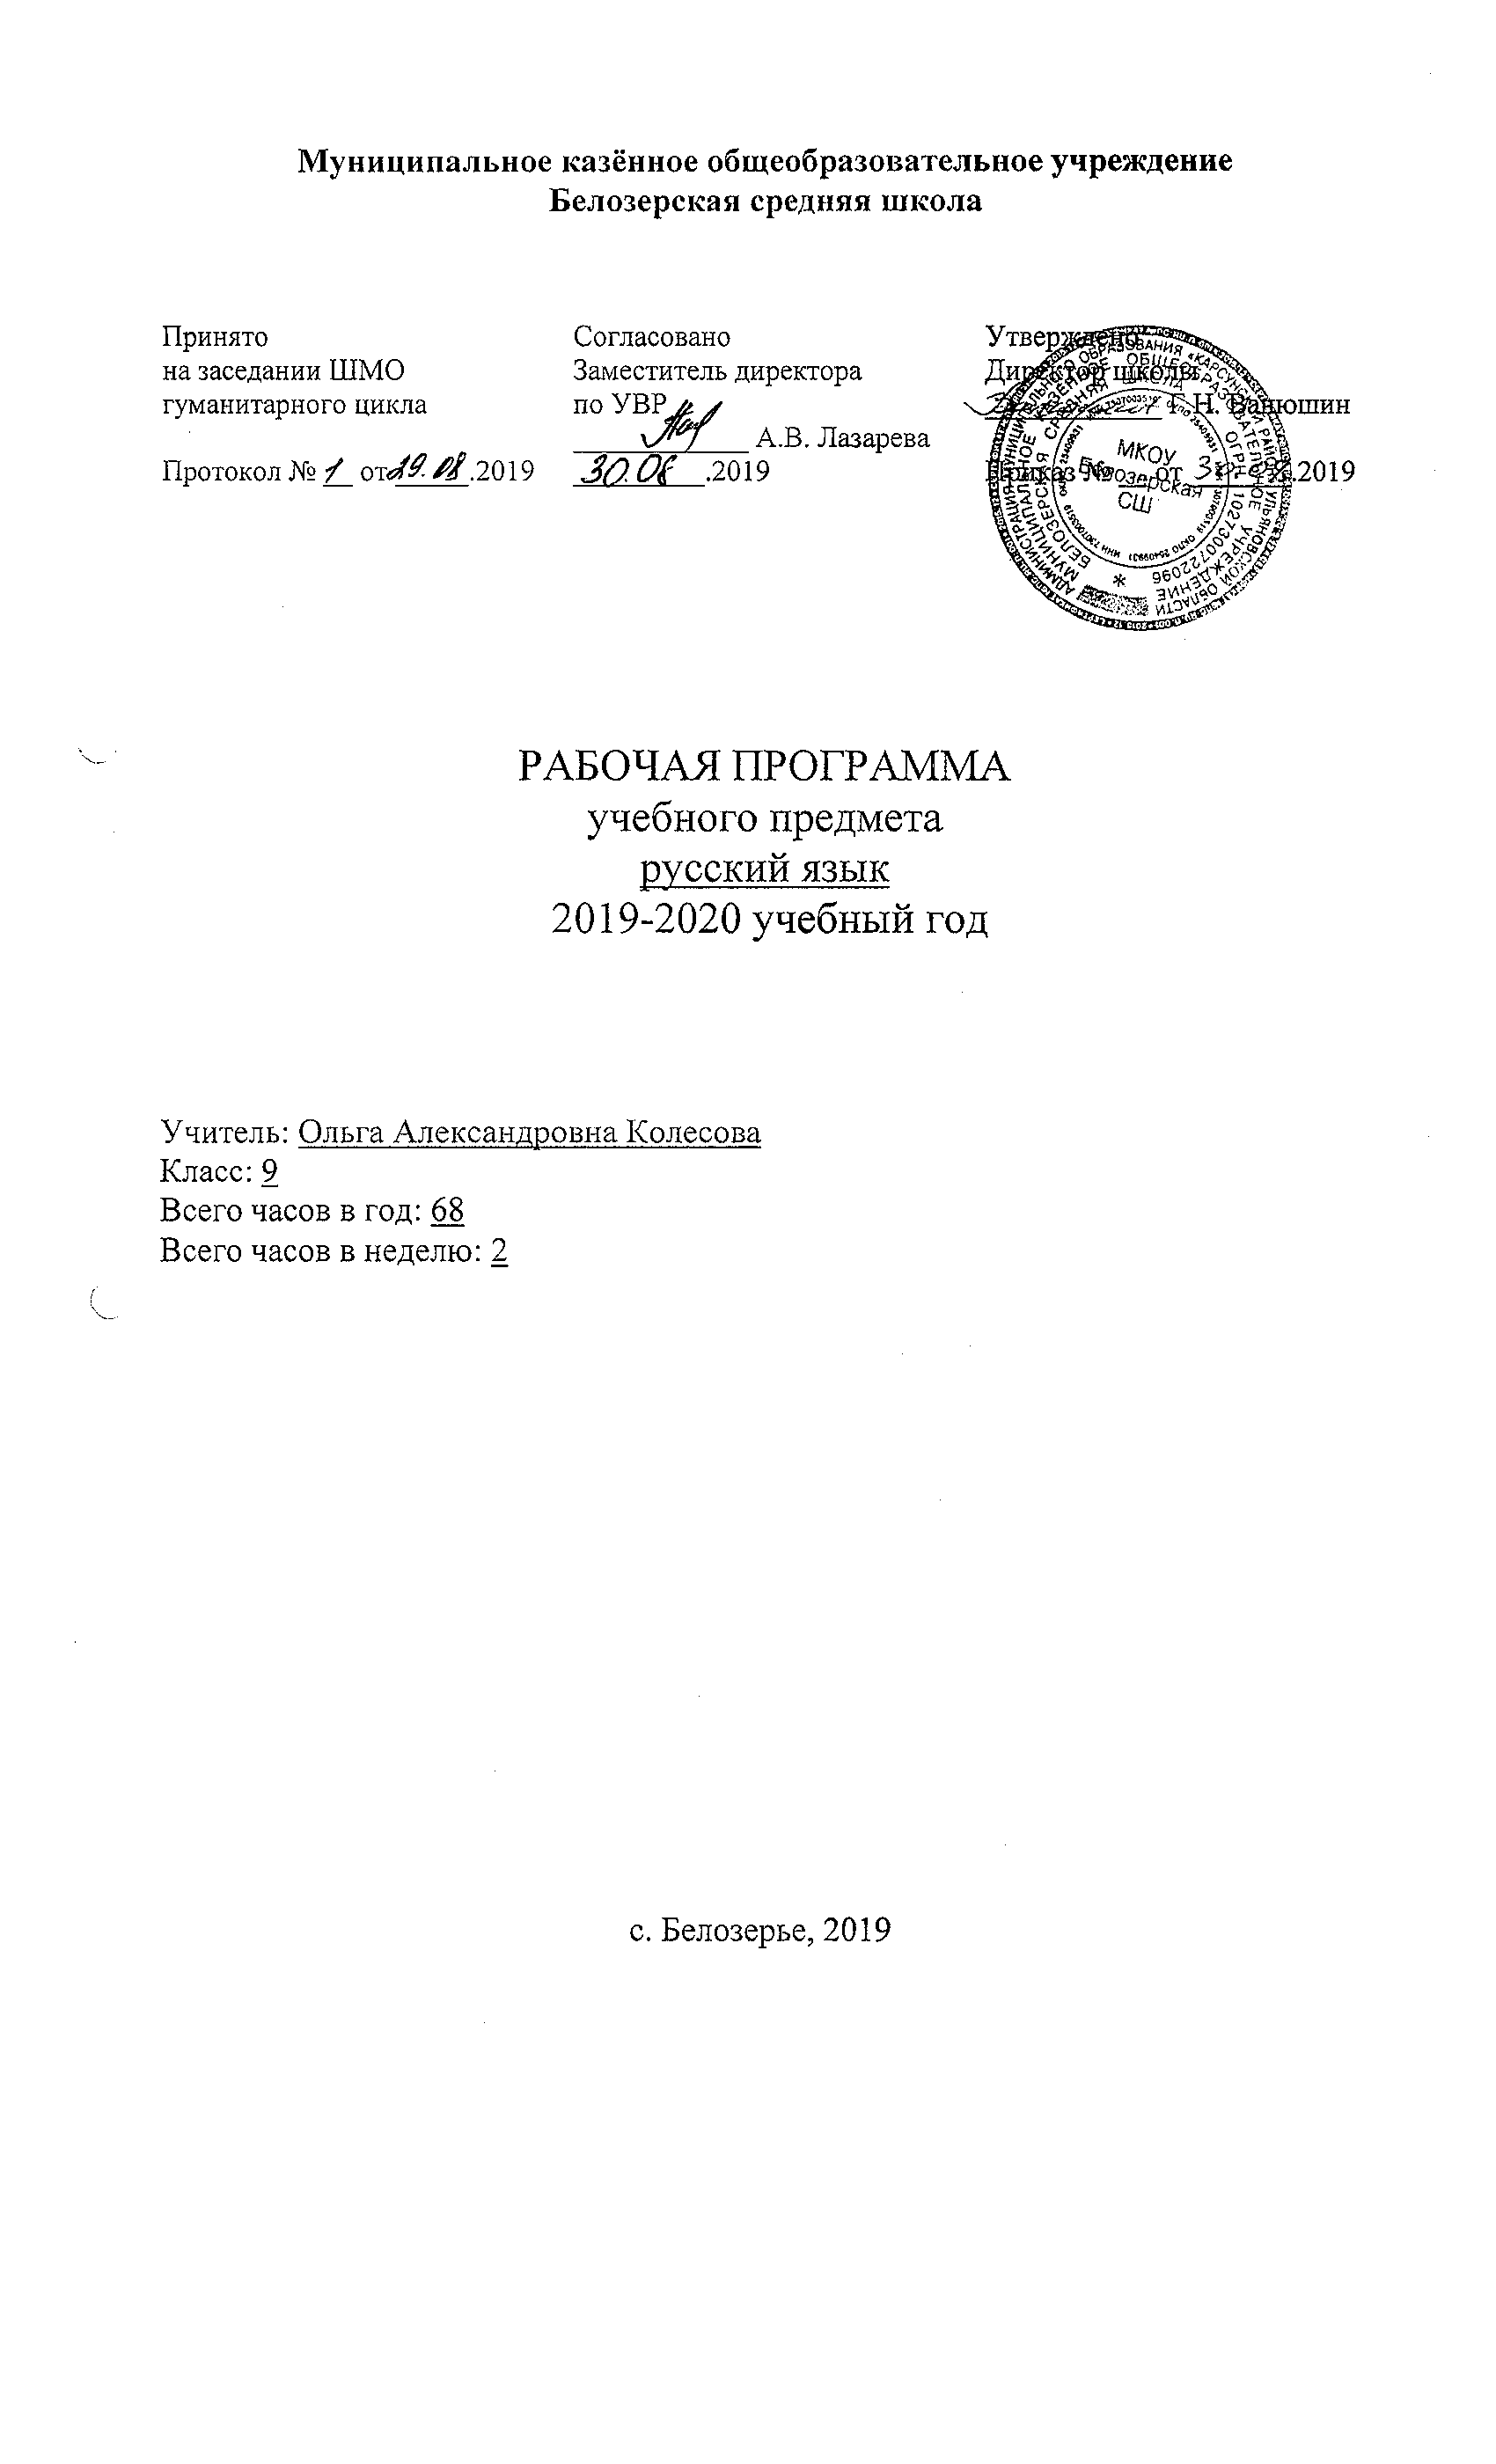 Муниципальное казённое общеобразовательное учреждение
Белозерская средняя школа
Принято
на заседании ШМО
гуманитарного цикла
Протокол № 1 от 29.08.2019
Согласовано
Заместитель директора
по УВР
А.В. Лазарева
30.08.2019
Утверждено
Директор школы
Г.Н. Ванюшин
Приказ № от .2019
МКОУ
Белозерская
СШ
РАБОЧАЯ ПРОГРАММА
учебного предмета
русский язык
2019-2020 учебный год
Учитель: Ольга Александровна Колесова
Класс: 9
Всего часов в год: 68
Всего часов в неделю: 2
с. Белозерье, 2019